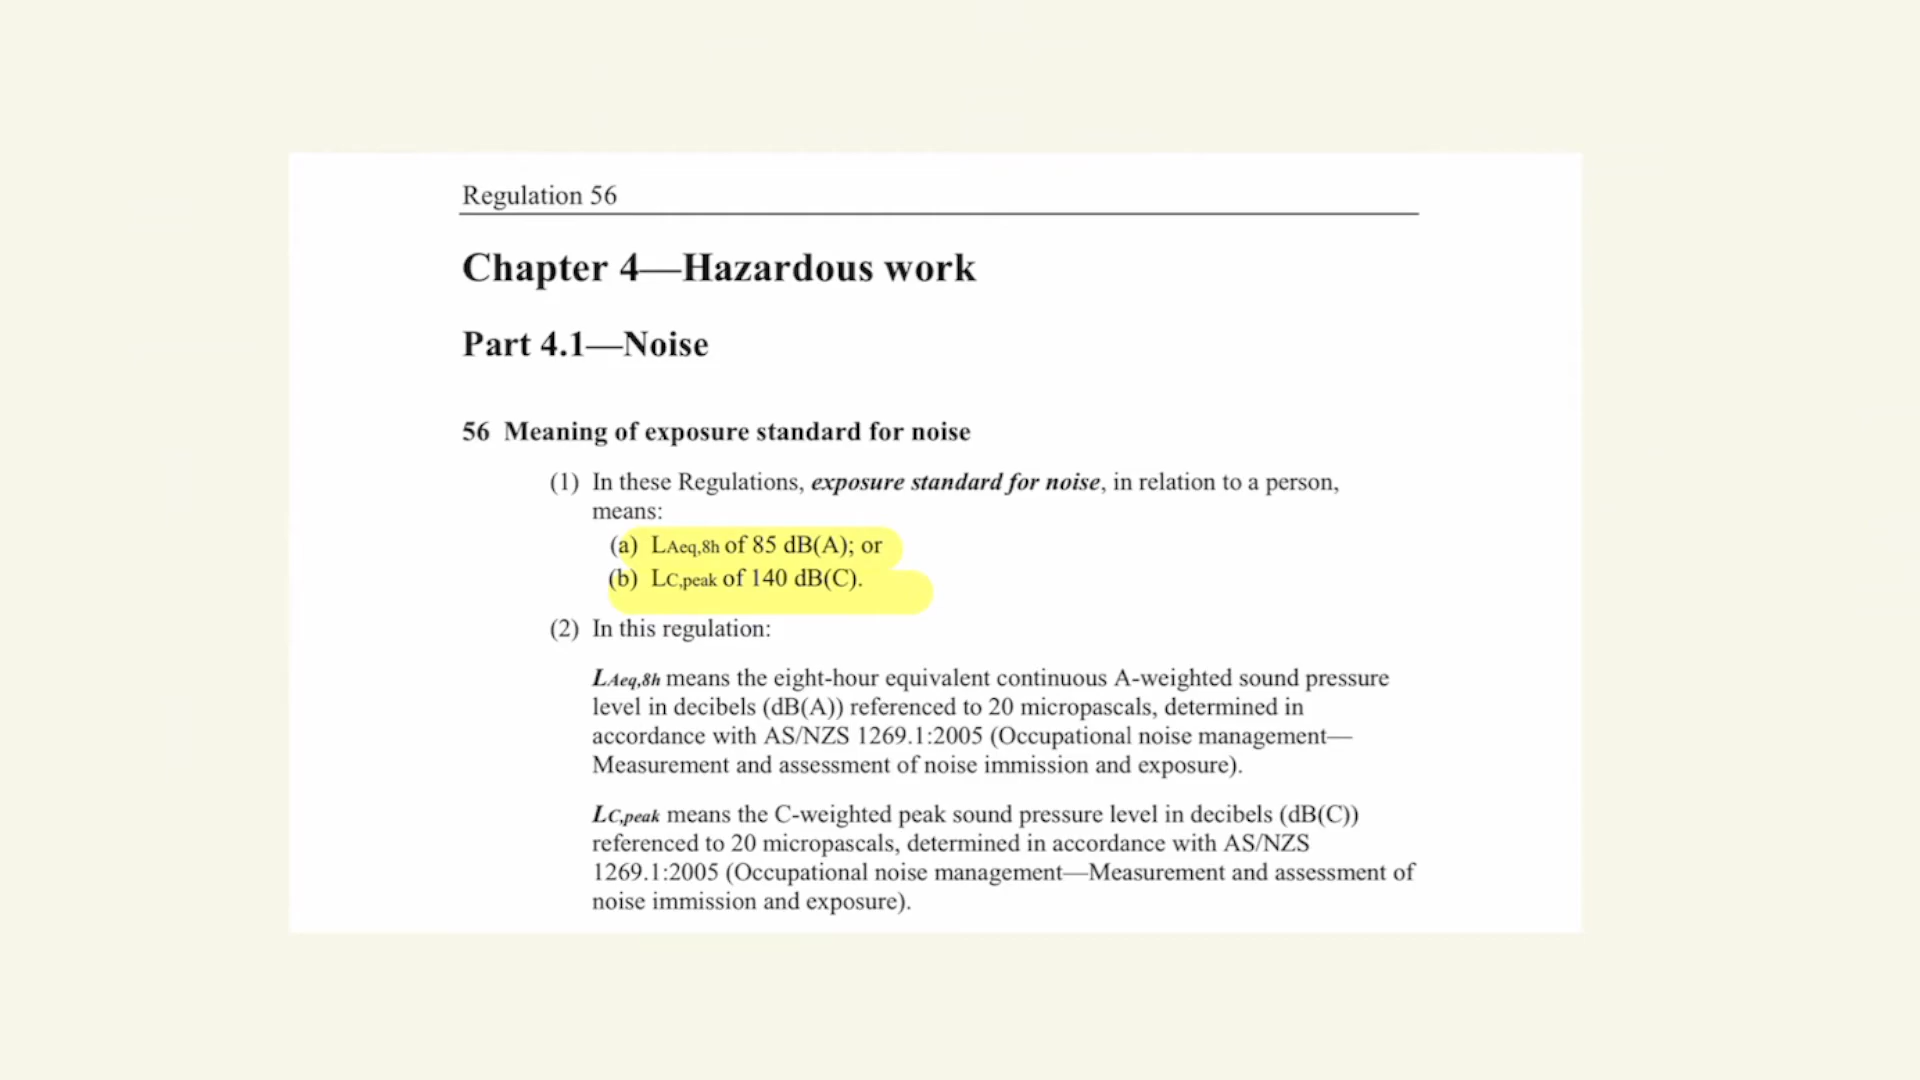 Regulation 56
Chapter 4—Hazardous work
Part 4.1—Noise
56 Meaning of exposure standard for noise
(1) In these Regulations, exposure standard for noise, in relation to a person,
means:
(a) LAeq,8h of 85 dB(A); or
(b) LC,peak of 140 dB(C).
(2) In this regulation:
LAeq,8h means the eight-hour equivalent continuous A-weighted sound pressure
level in decibels (dB(A)) referenced to 20 micropascals, determined in
accordance with AS/NZS 1269.1:2005 (Occupational noise management—
Measurement and assessment of noise immission and exposure).
LC,peak means the C-weighted peak sound pressure level in decibels (dB(C))
referenced to 20 micropascals, determined in accordance with AS/NZS
1269.1:2005 (Occupational noise management—Measurement and assessment of
noise immission and exposure).